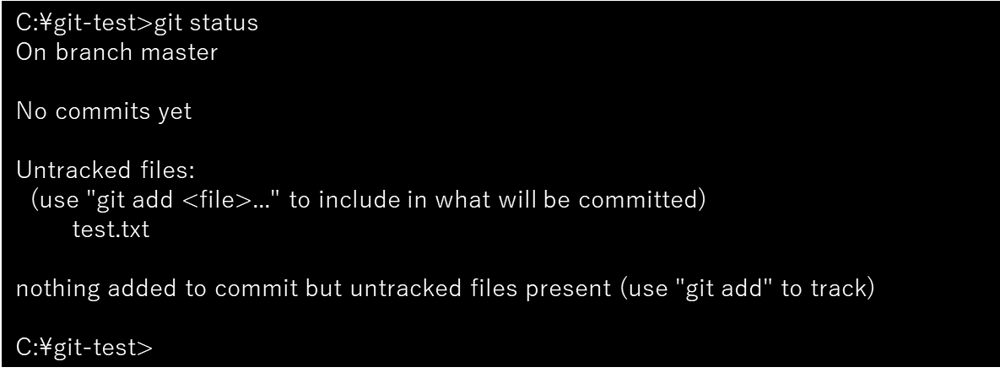 C:¥git-test>git status
On branch master
No commits yet
Untracked files:
(use "git add <file>..." to include in what will be committed)
test.txt
nothing added to commit but untracked files present (use "git add" to track)
C:¥git-test>